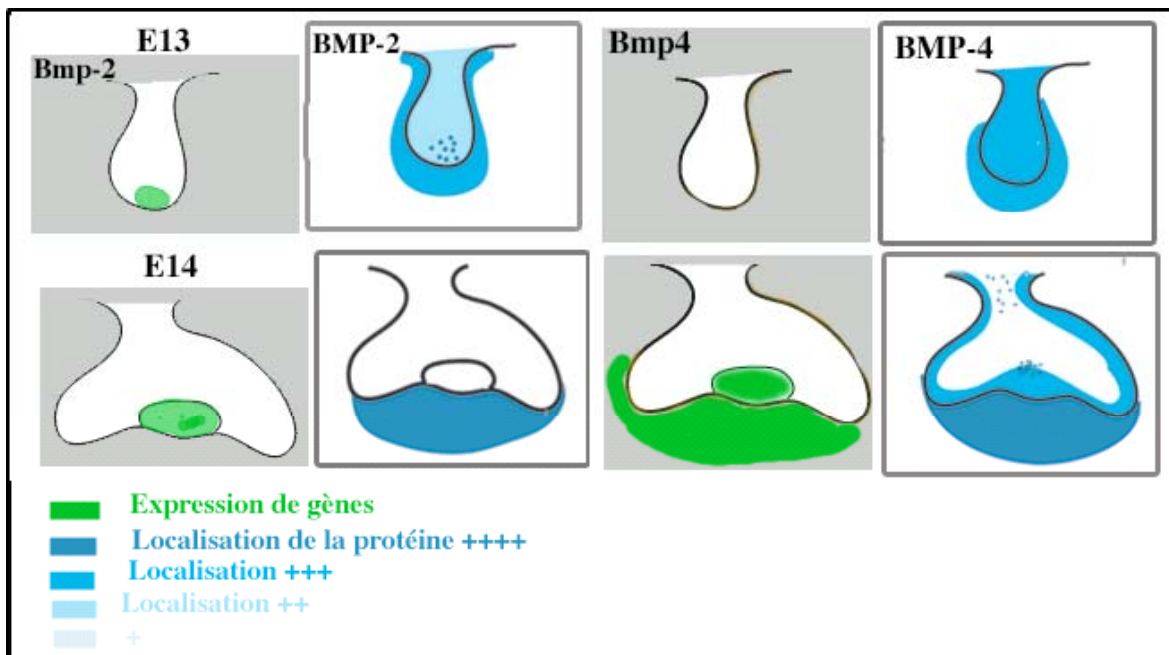 E13
Bmp-2
BMP-2
Bmp4
BMP-4
E14
Expression de gènes
Localisation de la protéine ++++
Localisation +++
Localisation ++
+